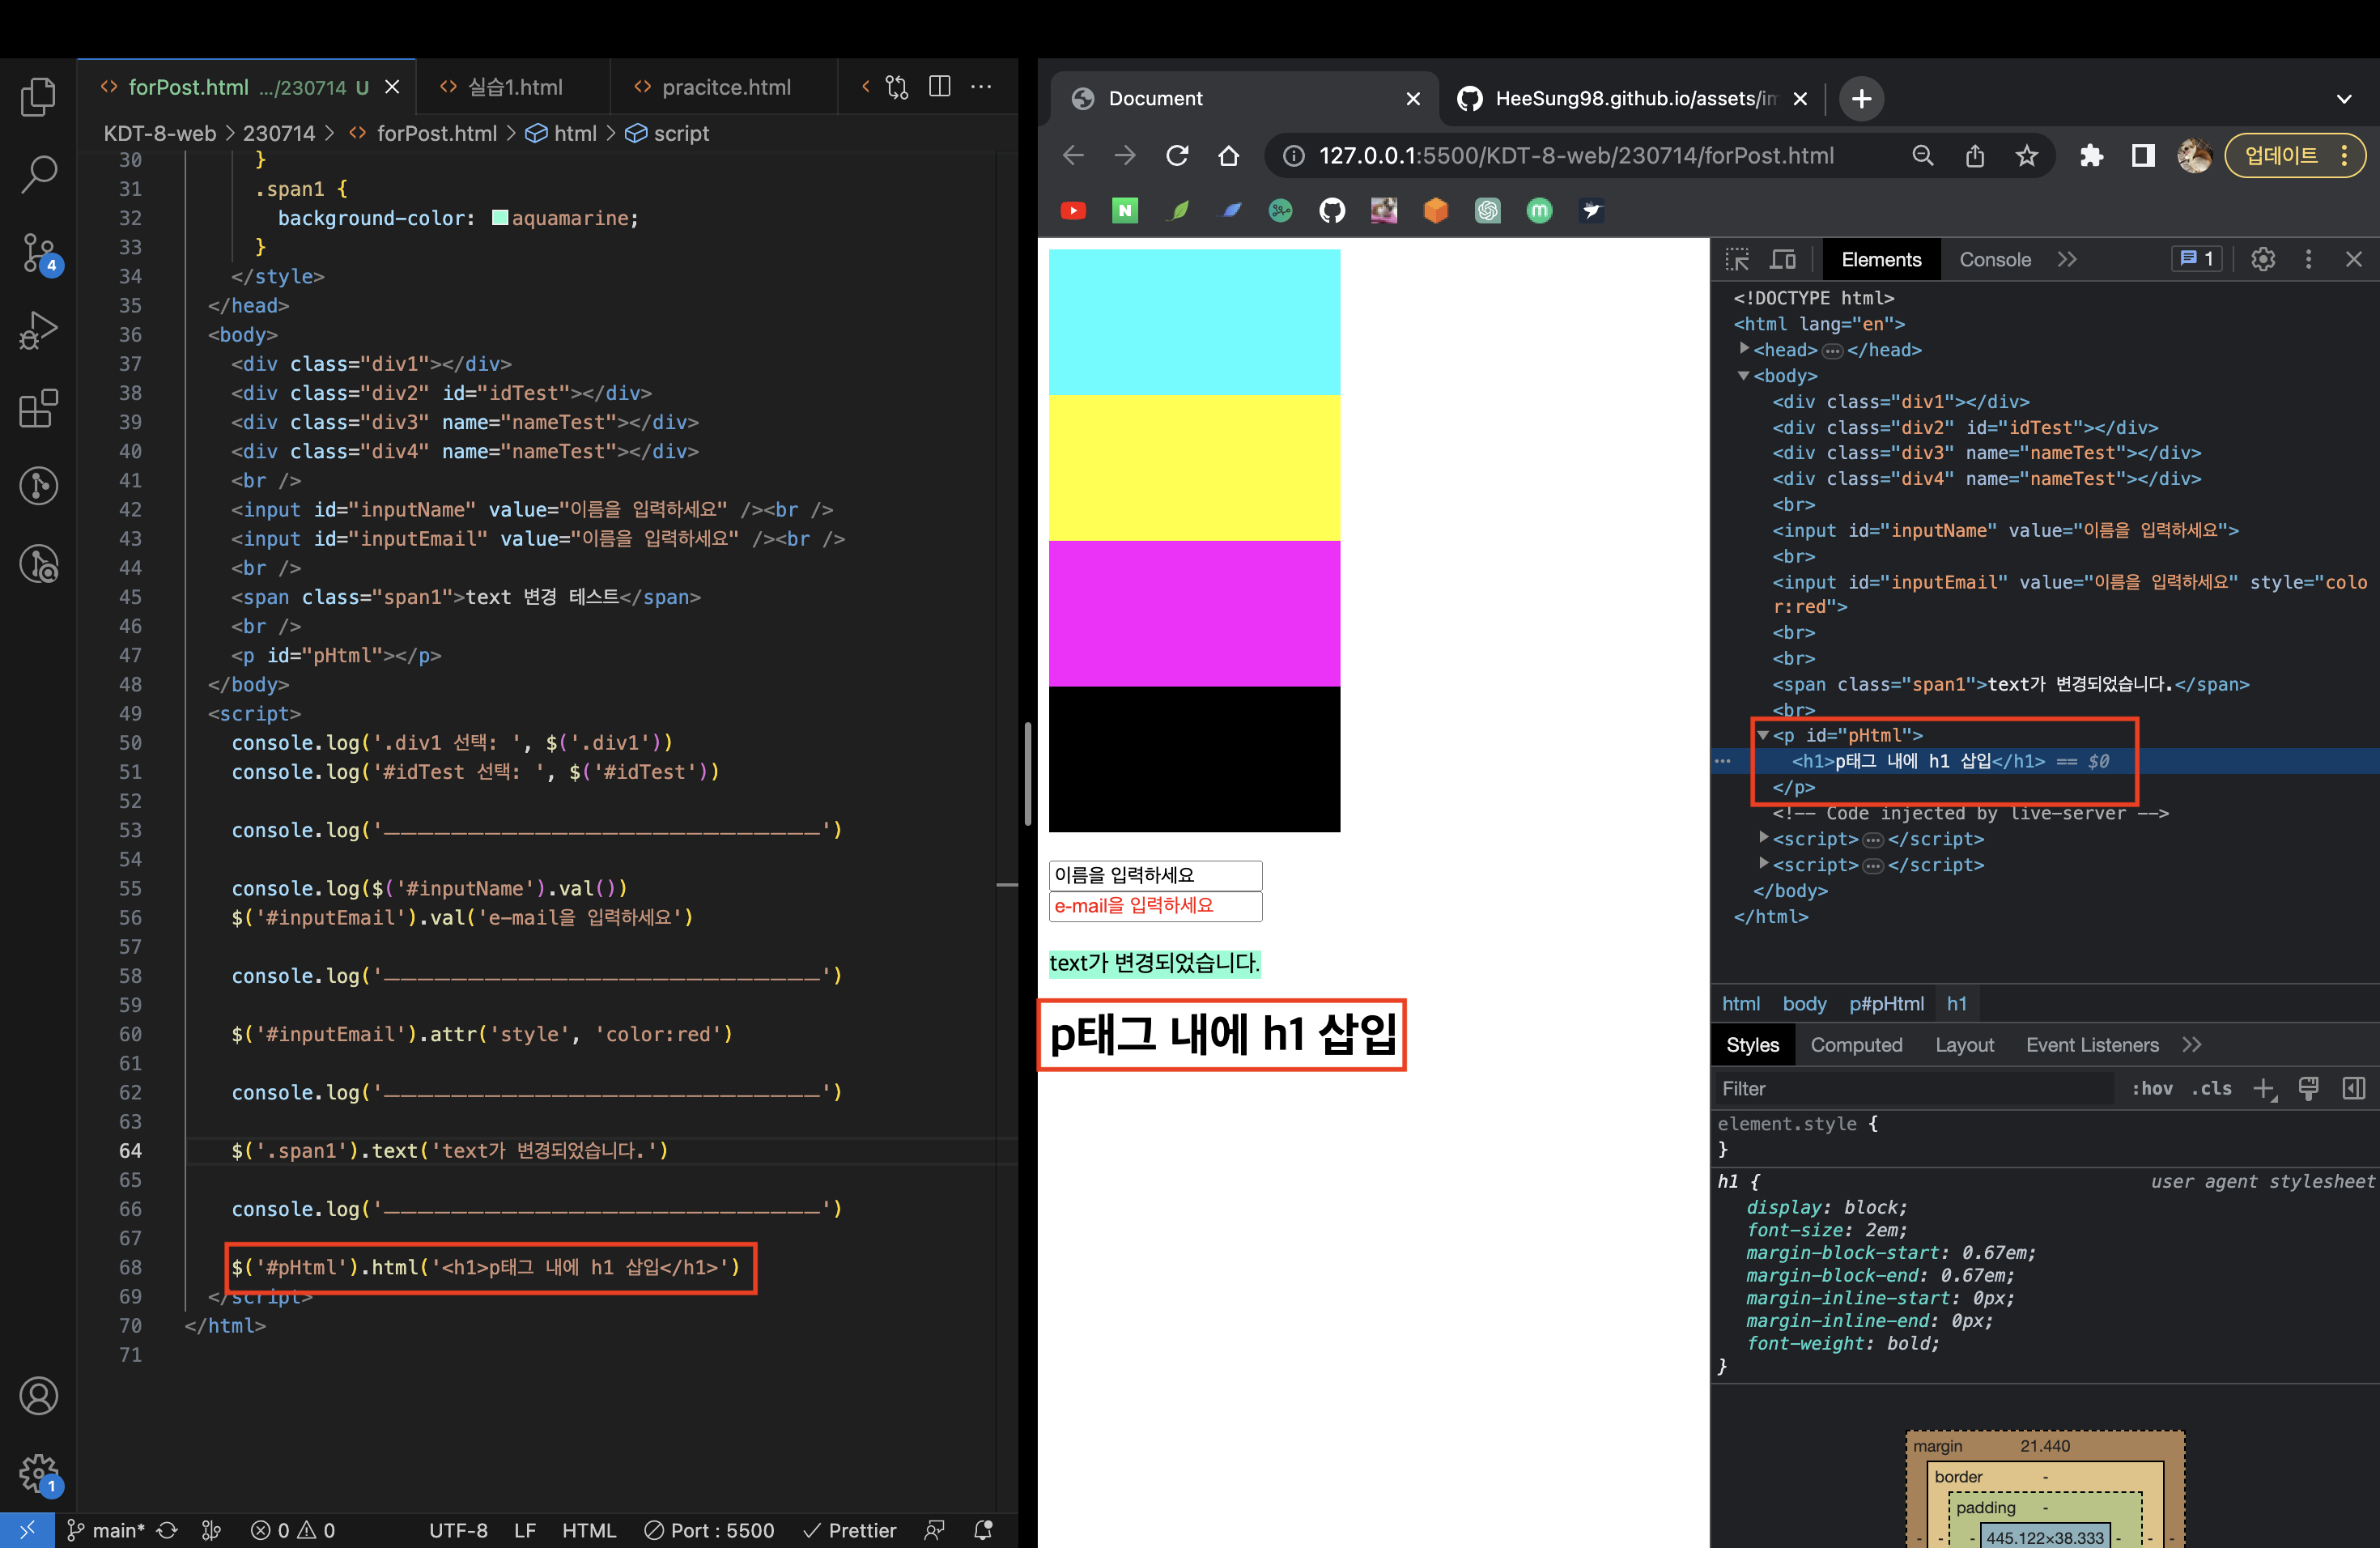 forPost.html .../230714 U
실습1.html
pracitce.html
KDT-8-web > 230714 > forPost.html > html > script
30 }
31 .span1 {
32 background-color: aquamarine;
33 }
34 </style>
35 </head>
36 <body>
37 <div class="div1"></div>
38 <div class="div2" id="idTest"></div>
39 <div class="div3" name="nameTest"></div>
40 <div class="div4" name="nameTest"></div>
41 <br />
42 <input id="inputName" value="이름을 입력하세요" /><br />
43 <input id="inputEmail" value="이름을 입력하세요" /><br />
44 <br />
45 <span class="span1">text 변경 테스트</span>
46 <br />
47 <p id="pHtml"></p>
48 </body>
49 <script>
50 console.log('.div1 선택: ', $('.div1'))
51 console.log('#idTest 선택: ', $('#idTest'))
52
53 console.log('————————————————————————————')
54
55 console.log($('#inputName').val())
56 $('#inputEmail').val('e-mail을 입력하세요')
57
58 console.log('————————————————————————————')
59
60 $('#inputEmail').attr('style', 'color:red')
61
62 console.log('————————————————————————————')
63
64 $('.span1').text('text가 변경되었습니다.')
65
66 console.log('————————————————————————————')
67
68 $('#pHtml').html('<h1>p태그 내에 h1 삽입</h1>')
69 </script>
70 </html>
71
4
1
main* 0 0 UTF-8 LF HTML Port : 5500 Prettier
Document
HeeSung98.github.io/assets/im
127.0.0.1:5500/KDT-8-web/230714/forPost.html
업데이트
N
m
이름을 입력하세요
e-mail을 입력하세요
text가 변경되었습니다.
p태그 내에 h1 삽입
Elements Console 1
<!DOCTYPE html>
<html lang="en">
<head> ... </head>
<body>
<div class="div1"></div>
<div class="div2" id="idTest"></div>
<div class="div3" name="nameTest"></div>
<div class="div4" name="nameTest"></div>
<br>
<input id="inputName" value="이름을 입력하세요">
<br>
<input id="inputEmail" value="이름을 입력하세요" style="colo
r:red">
<br>
<br>
<span class="span1">text가 변경되었습니다.</span>
<br>
<p id="pHtml">
... <h1>p태그 내에 h1 삽입</h1> == $0
</p>
<!-- Code injected by live-server -->
<script> ... </script>
<script> ... </script>
</body>
</html>
html body p#pHtml h1
Styles Computed Layout Event Listeners
Filter :hov .cls
element.style {
}
h1 { user agent stylesheet
display: block;
font-size: 2em;
margin-block-start: 0.67em;
margin-block-end: 0.67em;
margin-inline-start: 0px;
margin-inline-end: 0px;
font-weight: bold;
}
margin 21.440
border -
padding -
- - - 445.122×38.333 - - -